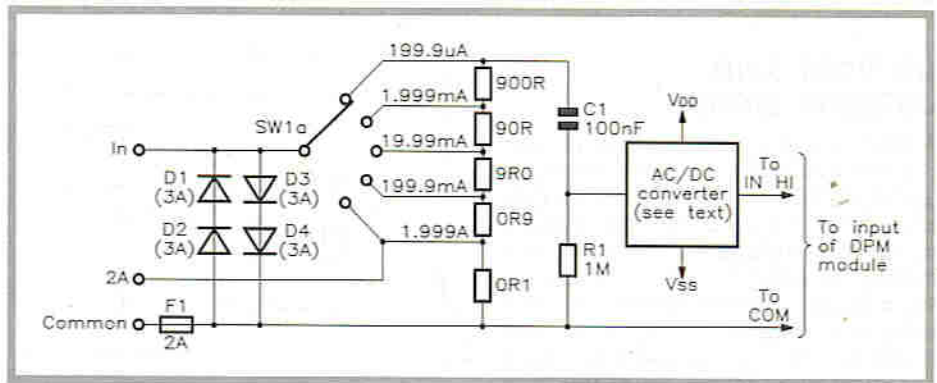 199.9uA
900R
1.999mA
C1
100nF
VDD
SW1a
90R
In
19.99mA
AC/DC
converter
(see text)
To
IN HI
D1
(3A)
D3
(3A)
9R0
199.9mA
To input
of DPM
module
D2
(3A)
D4
(3A)
0R9
1.999A
R1
1M
2A
0R1
Vss
To
COM
Common
F1
2A